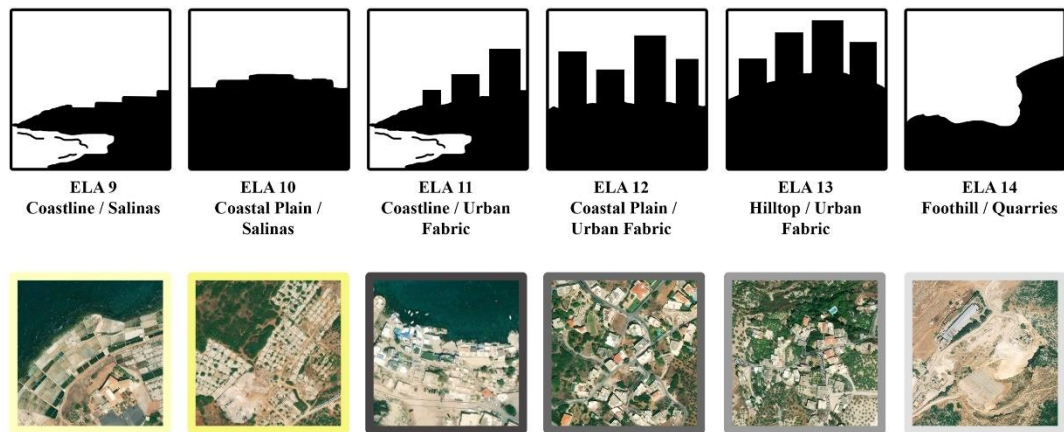 ELA 9
Coastline / Salinas
ELA 10
Coastal Plain /
Salinas
ELA 11
Coastline / Urban
Fabric
ELA 12
Coastal Plain /
Urban Fabric
ELA 13
Hilltop / Urban
Fabric
ELA 14
Foothill / Quarries